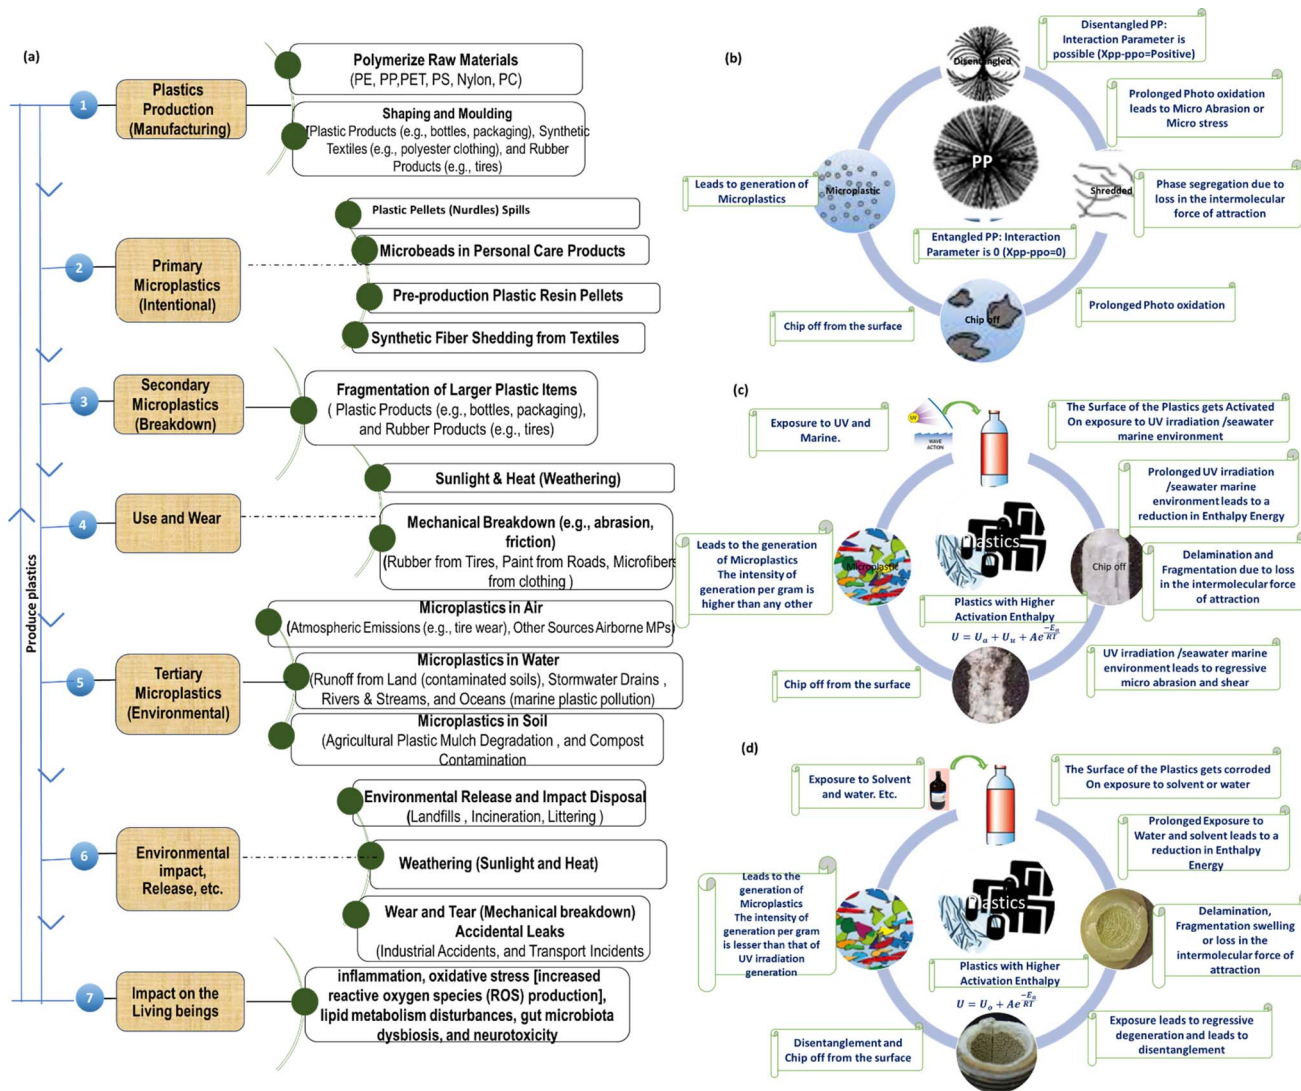 (a)
Produce plastics
1
Plastics
Production
(Manufacturing)
Polymerize Raw Materials
(PE, PP,PET, PS, Nylon, PC)
Shaping and Moulding
[Plastic Products (e.g., bottles, packaging), Synthetic
Textiles (e.g., polyester clothing), and Rubber
Products (e.g., tires)
2
Primary
Microplastics
(Intentional)
Plastic Pellets (Nurdles) Spills
Microbeads in Personal Care Products
Pre-production Plastic Resin Pellets
Synthetic Fiber Shedding from Textiles
3
Secondary
Microplastics
(Breakdown)
Fragmentation of Larger Plastic Items
( Plastic Products (e.g., bottles, packaging),
and Rubber Products (e.g., tires)
4
Use and Wear
Sunlight & Heat (Weathering)
Mechanical Breakdown (e.g., abrasion,
friction)
(Rubber from Tires, Paint from Roads, Microfibers
from clothing )
5
Tertiary
Microplastics
(Environmental)
Microplastics in Air
(Atmospheric Emissions (e.g., tire wear), Other Sources Airborne MPs)
Microplastics in Water
(Runoff from Land (contaminated soils), Stormwater Drains ,
Rivers & Streams, and Oceans (marine plastic pollution)
Microplastics in Soil
(Agricultural Plastic Mulch Degradation , and Compost
Contamination
6
Environmental
impact,
Release, etc.
Environmental Release and Impact Disposal
(Landfills , Incineration, Littering )
Weathering (Sunlight and Heat)
Wear and Tear (Mechanical breakdown)
Accidental Leaks
(Industrial Accidents, and Transport Incidents
7
Impact on the
Living beings
inflammation, oxidative stress [increased
reactive oxygen species (ROS) production],
lipid metabolism disturbances, gut microbiota
dysbiosis, and neurotoxicity
(b)
Disentangled
Disentangled PP:
Interaction Parameter is
possible (Xpp-ppo=Positive)
Prolonged Photo oxidation
leads to Micro Abrasion or
Micro stress
PP
Shredded
Phase segregation due to
loss in the intermolecular
force of attraction
Leads to generation of
Microplastics
Microplastic
Entangled PP: Interaction
Parameter is 0 (Xpp-ppo=0)
Prolonged Photo oxidation
Chip off
Chip off from the surface
(c)
Exposure to UV and
Marine.
UV
WAVE
ACTION
The Surface of the Plastics gets Activated
On exposure to UV irradiation /seawater
marine environment
Prolonged UV irradiation
/seawater marine
environment leads to a
reduction in Enthalpy Energy
Plastics
Chip off
Delamination and
Fragmentation due to loss
in the intermolecular force
of attraction
Leads to the generation
of Microplastics
The intensity of
generation per gram is
higher than any other
Microplastic
Plastics with Higher
Activation Enthalpy
U = Uₐ + Uᵤ + Ae^(-Eₐ/RT)
UV irradiation /seawater marine
environment leads to regressive
micro abrasion and shear
Chip off from the surface
(d)
Exposure to Solvent
and water. Etc.
The Surface of the Plastics gets corroded
On exposure to solvent or water
Prolonged Exposure to
Water and solvent leads to a
reduction in Enthalpy
Energy
Plastics
Delamination,
Fragmentation swelling
or loss in the
intermolecular force of
attraction
Leads to the
generation of
Microplastics
The intensity of
generation per gram
is lesser than that of
UV irradiation
generation
Plastics with Higher
Activation Enthalpy
U = Uₒ + Ae^(-Eₐ/RT)
Exposure leads to regressive
degeneration and leads to
disentanglement
Disentanglement and
Chip off from the surface